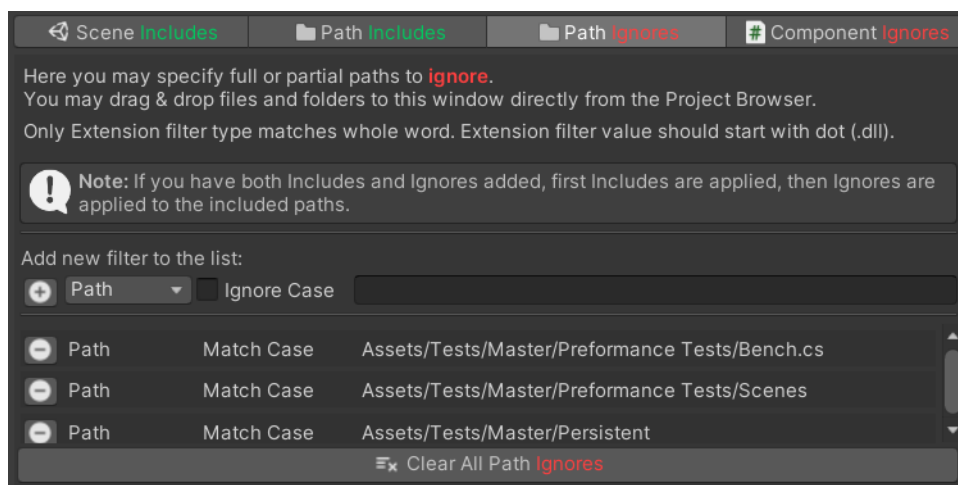 Scene Includes Path Includes Path Ignores # Component Ignores
Here you may specify full or partial paths to ignore.
You may drag & drop files and folders to this window directly from the Project Browser.
Only Extension filter type matches whole word. Extension filter value should start with dot (.dll).
Note: If you have both Includes and Ignores added, first Includes are applied, then Ignores are
applied to the included paths.
Add new filter to the list:
Path Ignore Case
Path Match Case Assets/Tests/Master/Preformance Tests/Bench.cs
Path Match Case Assets/Tests/Master/Preformance Tests/Scenes
Path Match Case Assets/Tests/Master/Persistent
Clear All Path Ignores